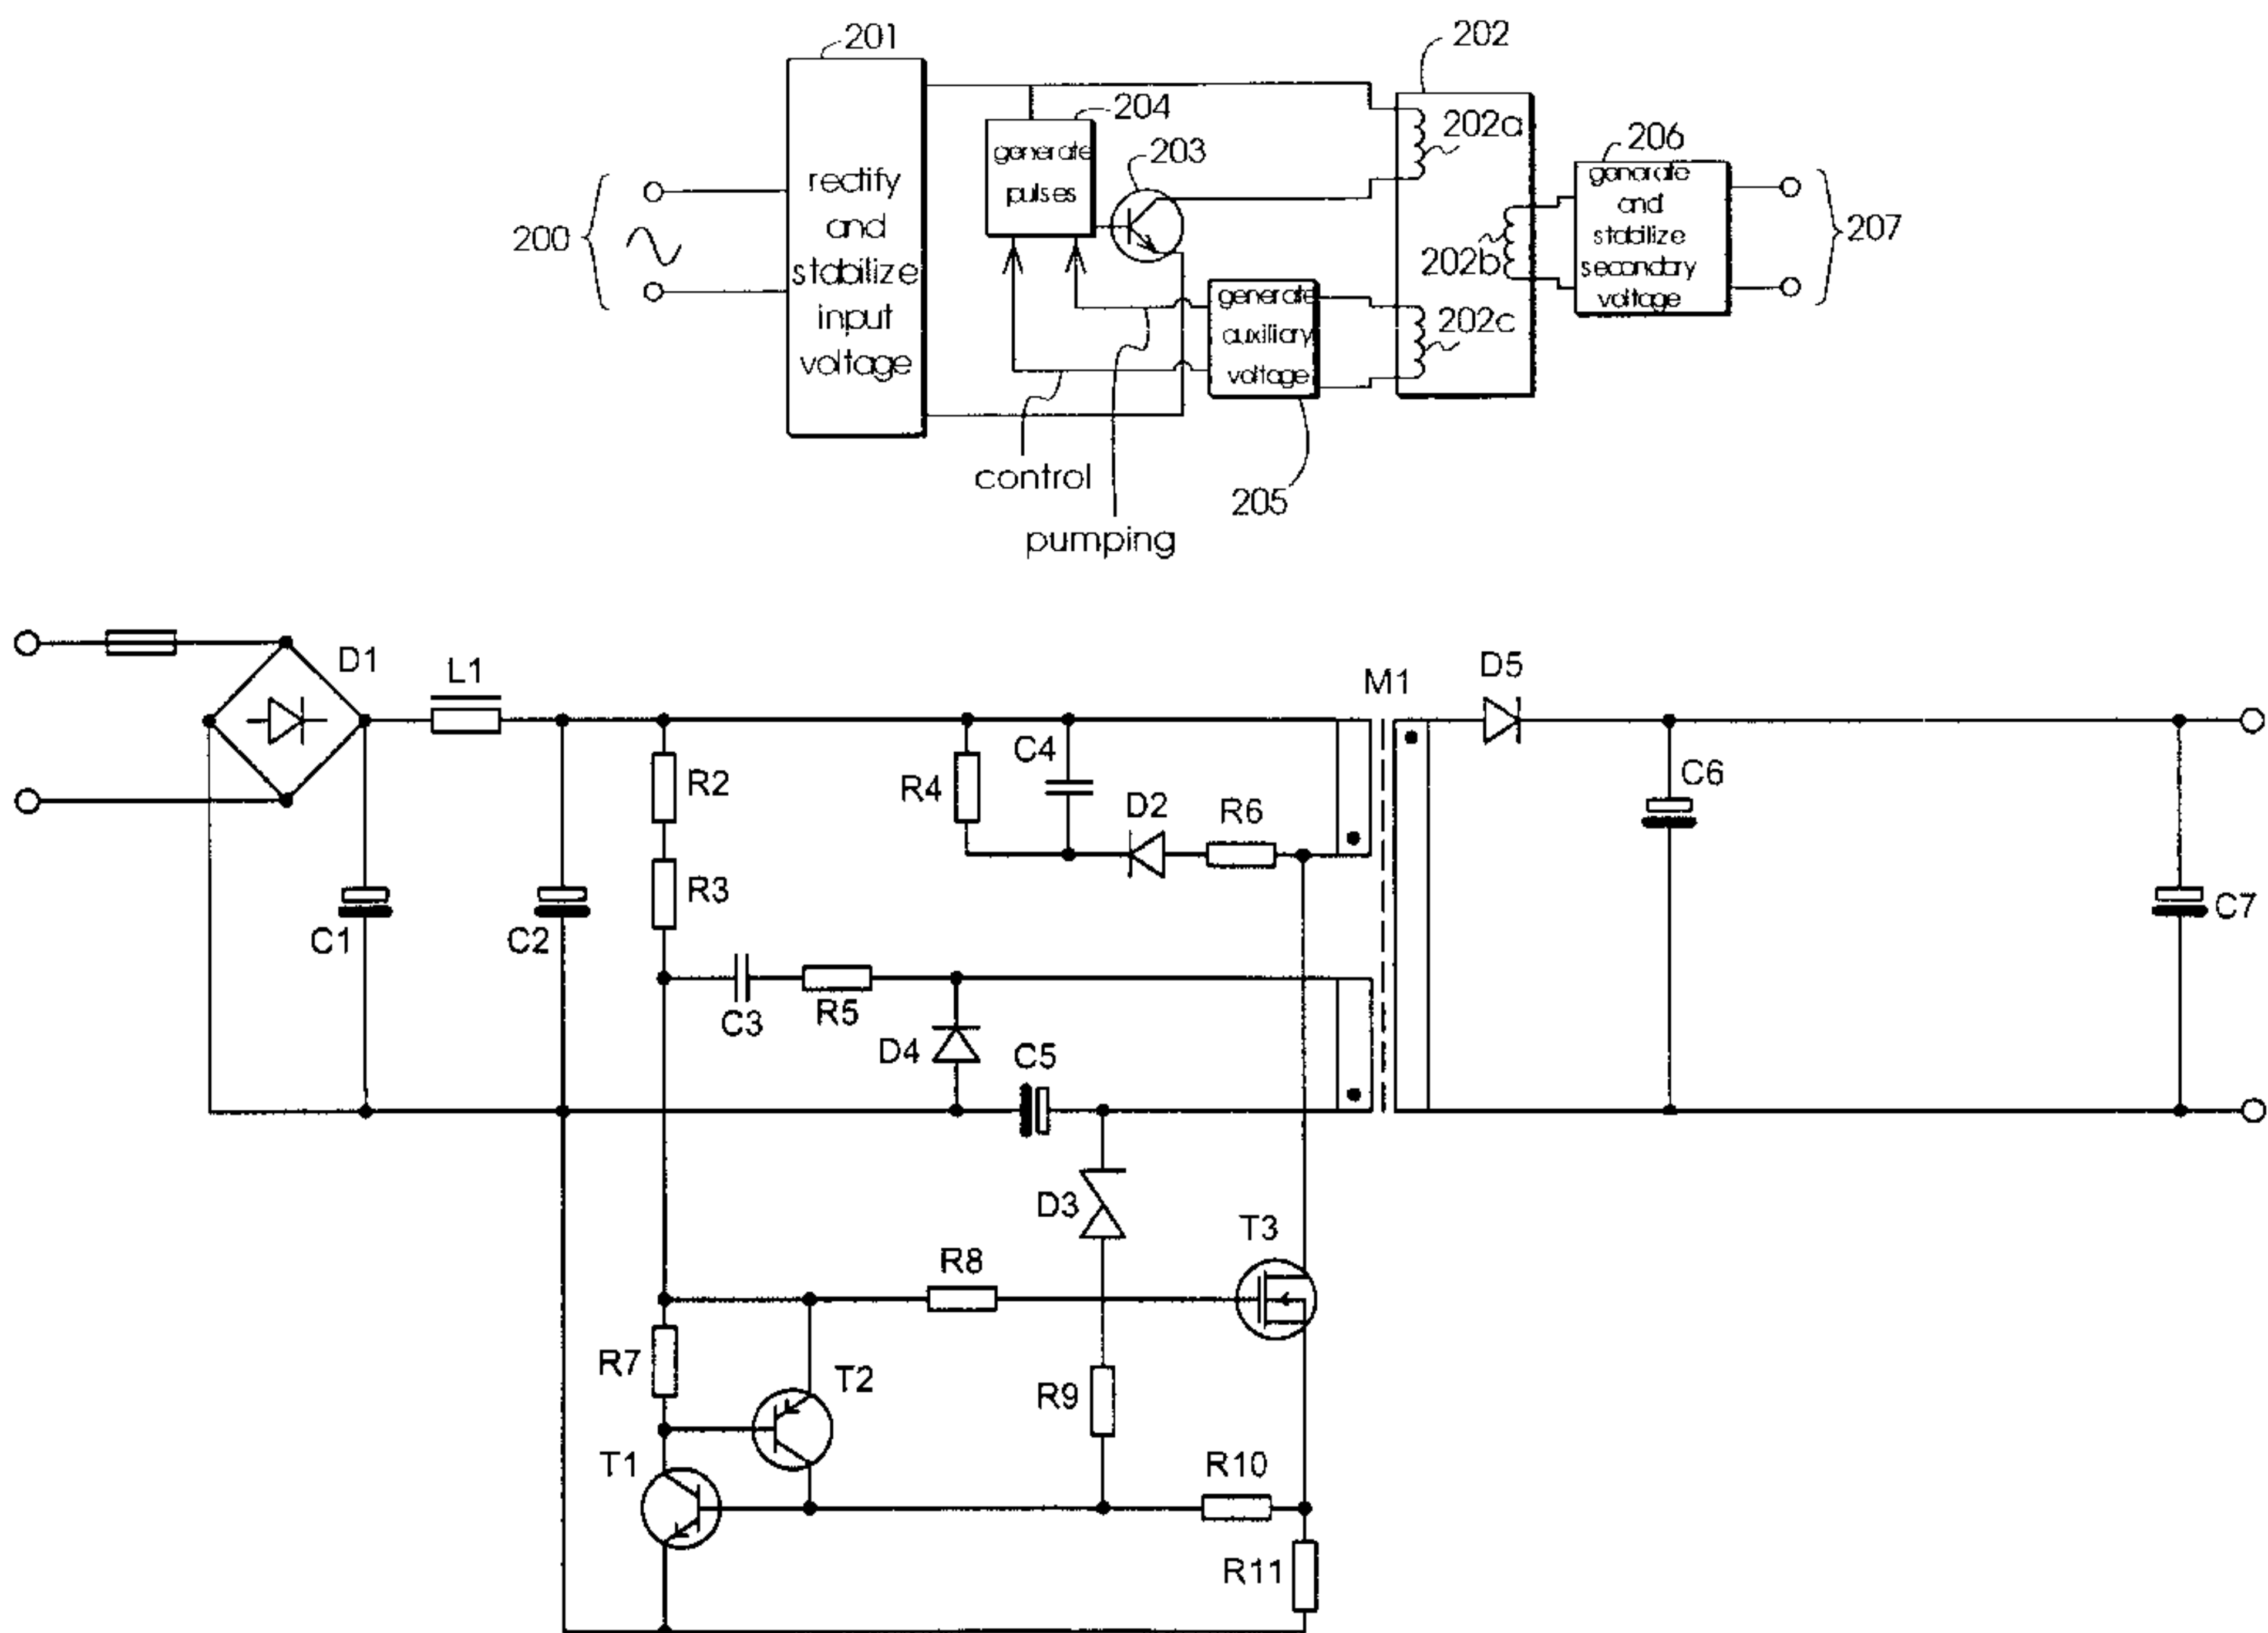 201
202
204
generate
pulses
203
202a
206
rectify
and
stabilize
input
voltage
200
generate
and
stabilize
secondary
voltage
207
202b
generate
auxiliary
voltage
202c
control
205
pumping
D1
L1
M1
D5
R2
R4
C4
D2
R6
C6
R3
C1
C2
C7
C3
R5
D4
C5
D3
T3
R8
R7
T2
R9
T1
R10
R11